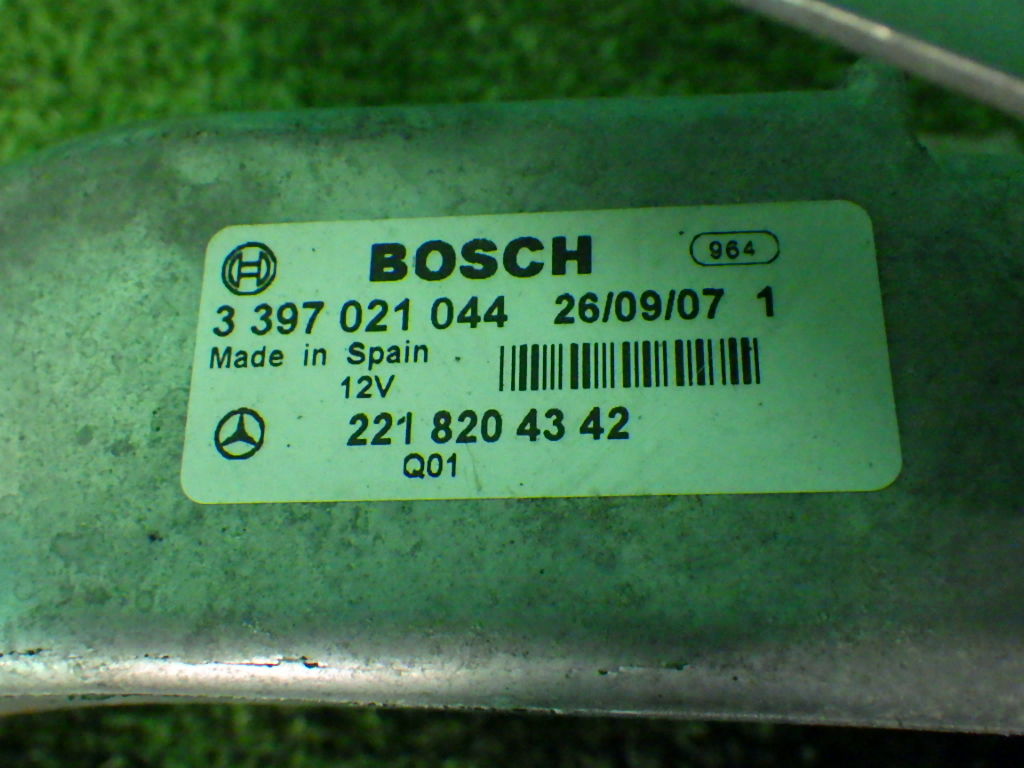 BOSCH 964
3 397 021 044 26/09/07 1
Made in Spain
12V
221 820 43 42
Q01